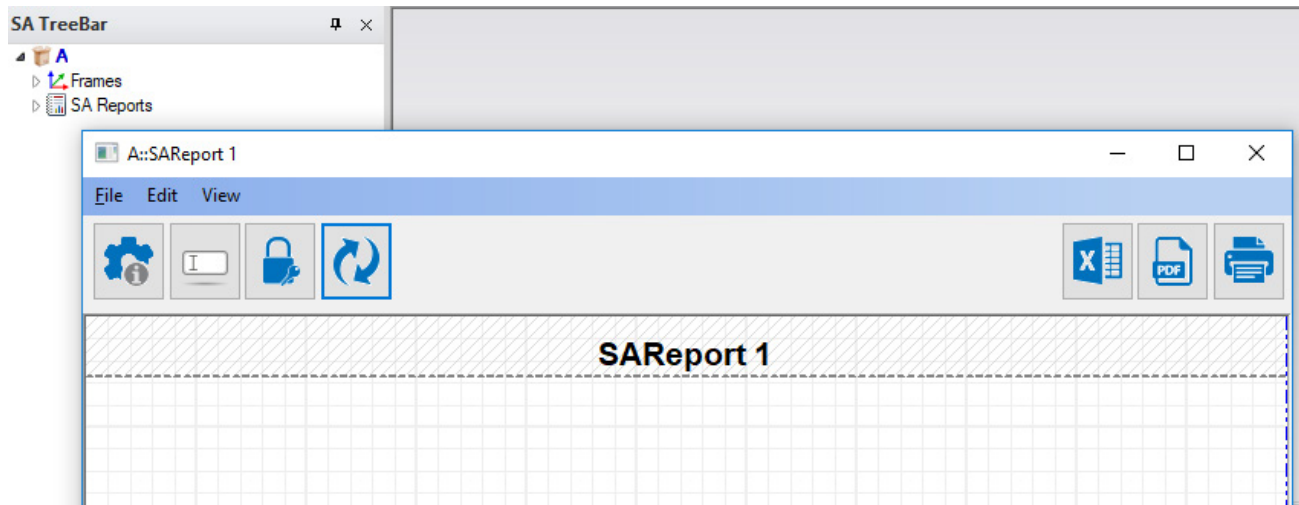 SA TreeBar
A
Frames
SA Reports
A::SAReport 1
File Edit View
X PDF
SAReport 1